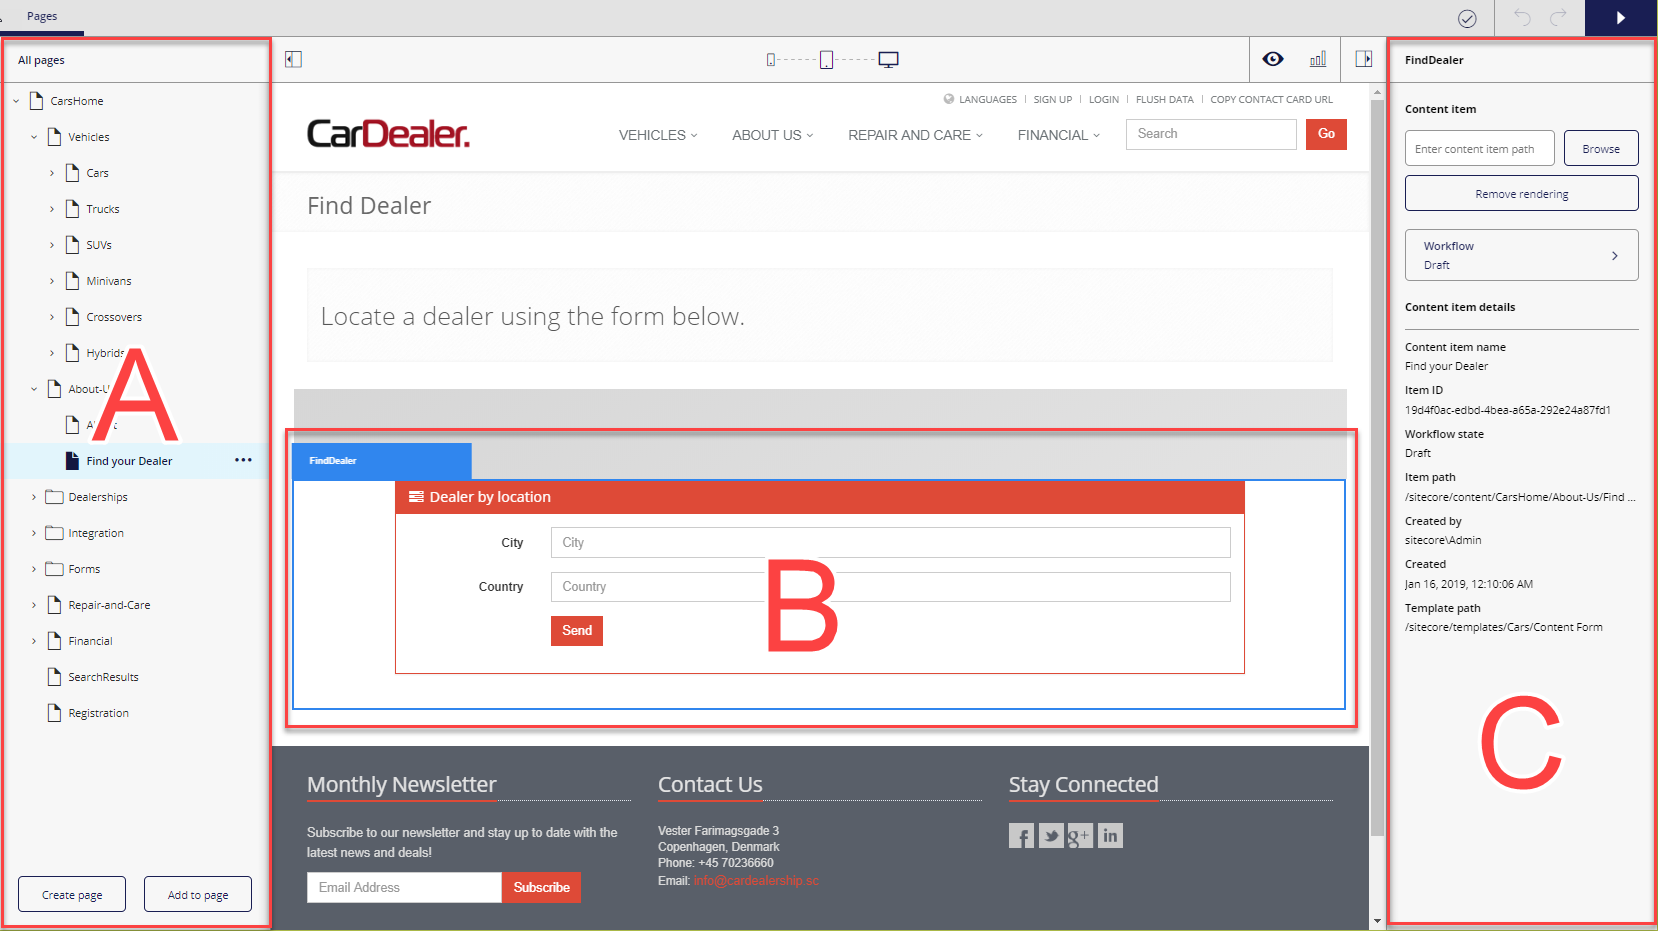 Pages
All pages
CarsHome
Vehicles
Cars
Trucks
SUVs
Minivans
Crossovers
Hybrids
Find your Dealer
Dealerships
Integration
Forms
Repair-and-Care
Financial
SearchResults
Registration
Create page
Add to page
A
LANGUAGES | SIGN UP | LOGIN | FLUSH DATA | COPY CONTACT CARD URL
CarDealer.
VEHICLES
ABOUT US
REPAIR AND CARE
FINANCIAL
Search
Go
Find Dealer
Locate a dealer using the form below.
FindDealer
Dealer by location
City
City
Country
Country
Send
B
Monthly Newsletter
Subscribe to our newsletter and stay up to date with the
latest news and deals!
Email Address
Subscribe
Contact Us
Vester Farimagsgade 3
Copenhagen, Denmark
Phone: +45 70236660
Email: info@cardealership.sc
Stay Connected
FindDealer
Content item
Enter content item path
Browse
Remove rendering
Workflow
Draft
Content item details
Content item name
Find your Dealer
Item ID
19d4f0ac-edbd-4bea-a65a-292e24a87fd1
Workflow state
Draft
Item path
/sitecore/content/CarsHome/About-Us/Find ...
Created by
sitecore\Admin
Created
Jan 16, 2019, 12:10:06 AM
Template path
/sitecore/templates/Cars/Content Form
C